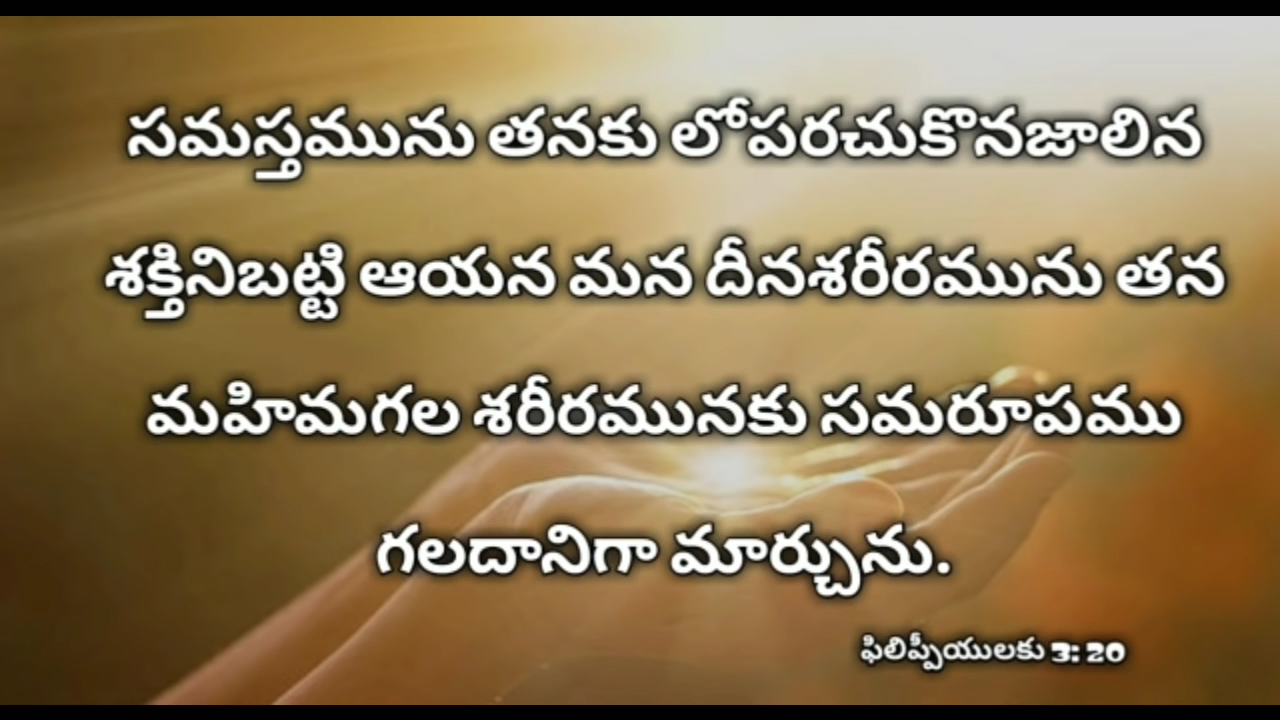 సమస్తమును తనకు లోపరచుకొనజాలిన
శక్తినిబట్టి ఆయన మన దీనశరీరమును తన
మహిమగల శరీరమునకు సమరూపము
గలదానిగా మార్చును.
ఫిలిప్పీయులకు 3: 20